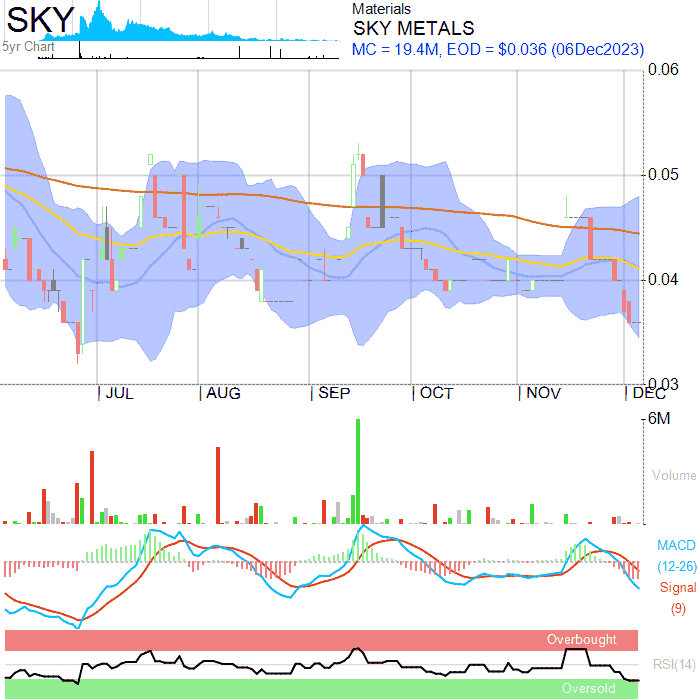 SKY
5yr Chart
Materials
SKY METALS
MC = 19.4M, EOD = $0.036 (06Dec2023)
0.06
0.05
0.04
0.03
JUL AUG SEP OCT NOV DEC
6M
Volume
MACD
(12-26)
Signal
(9)
Overbought
RSI(14)
Oversold